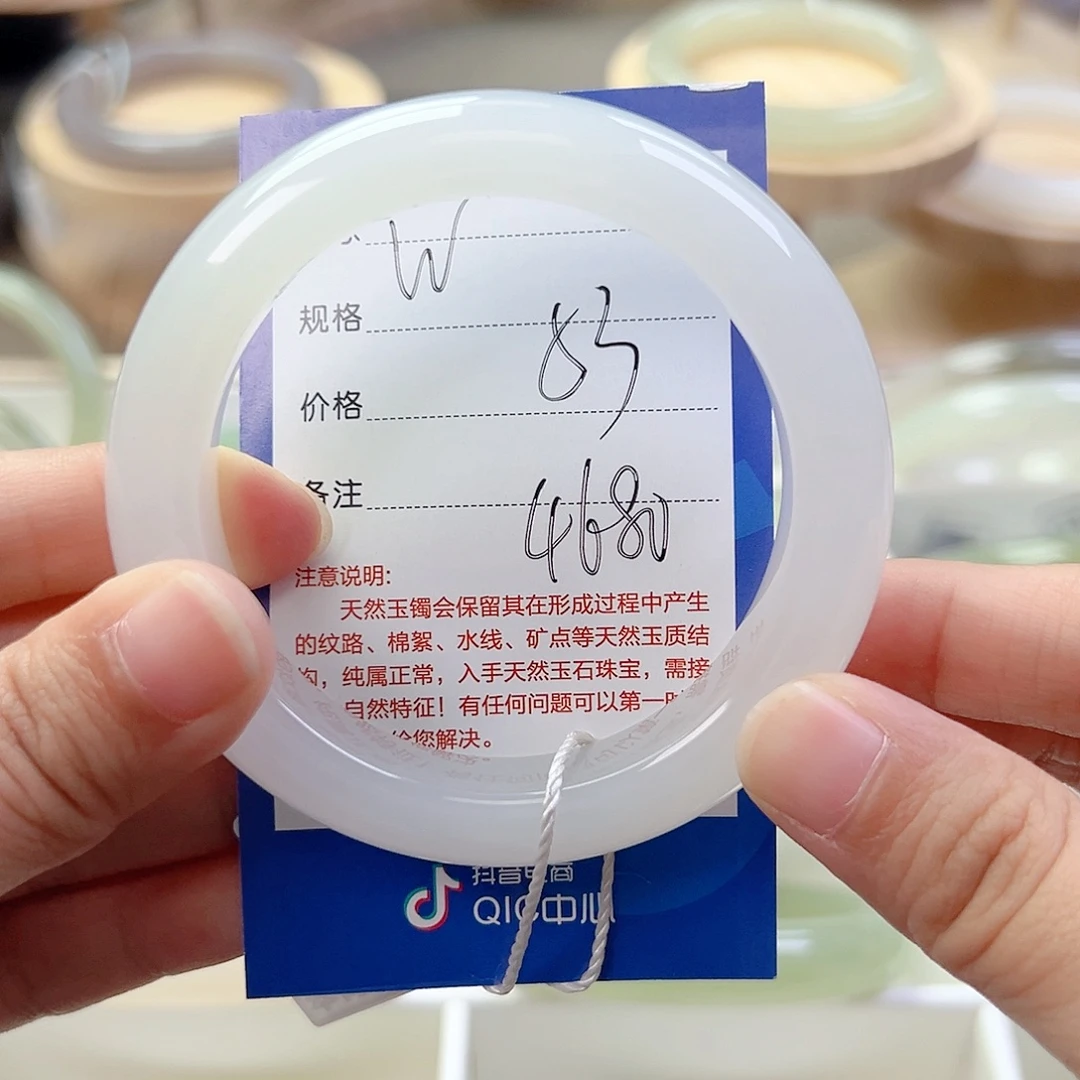 W
规格
83
价格
4680
备注
注意说明:
天然玉镯会保留其在形成过程中产生
的纹路、棉絮、水线、矿点等天然玉质结
构，纯属正常，入手天然玉石珠宝，需接
自然特征！有任何问题可以第一时
给您解决。
抖音电商
QIC中心